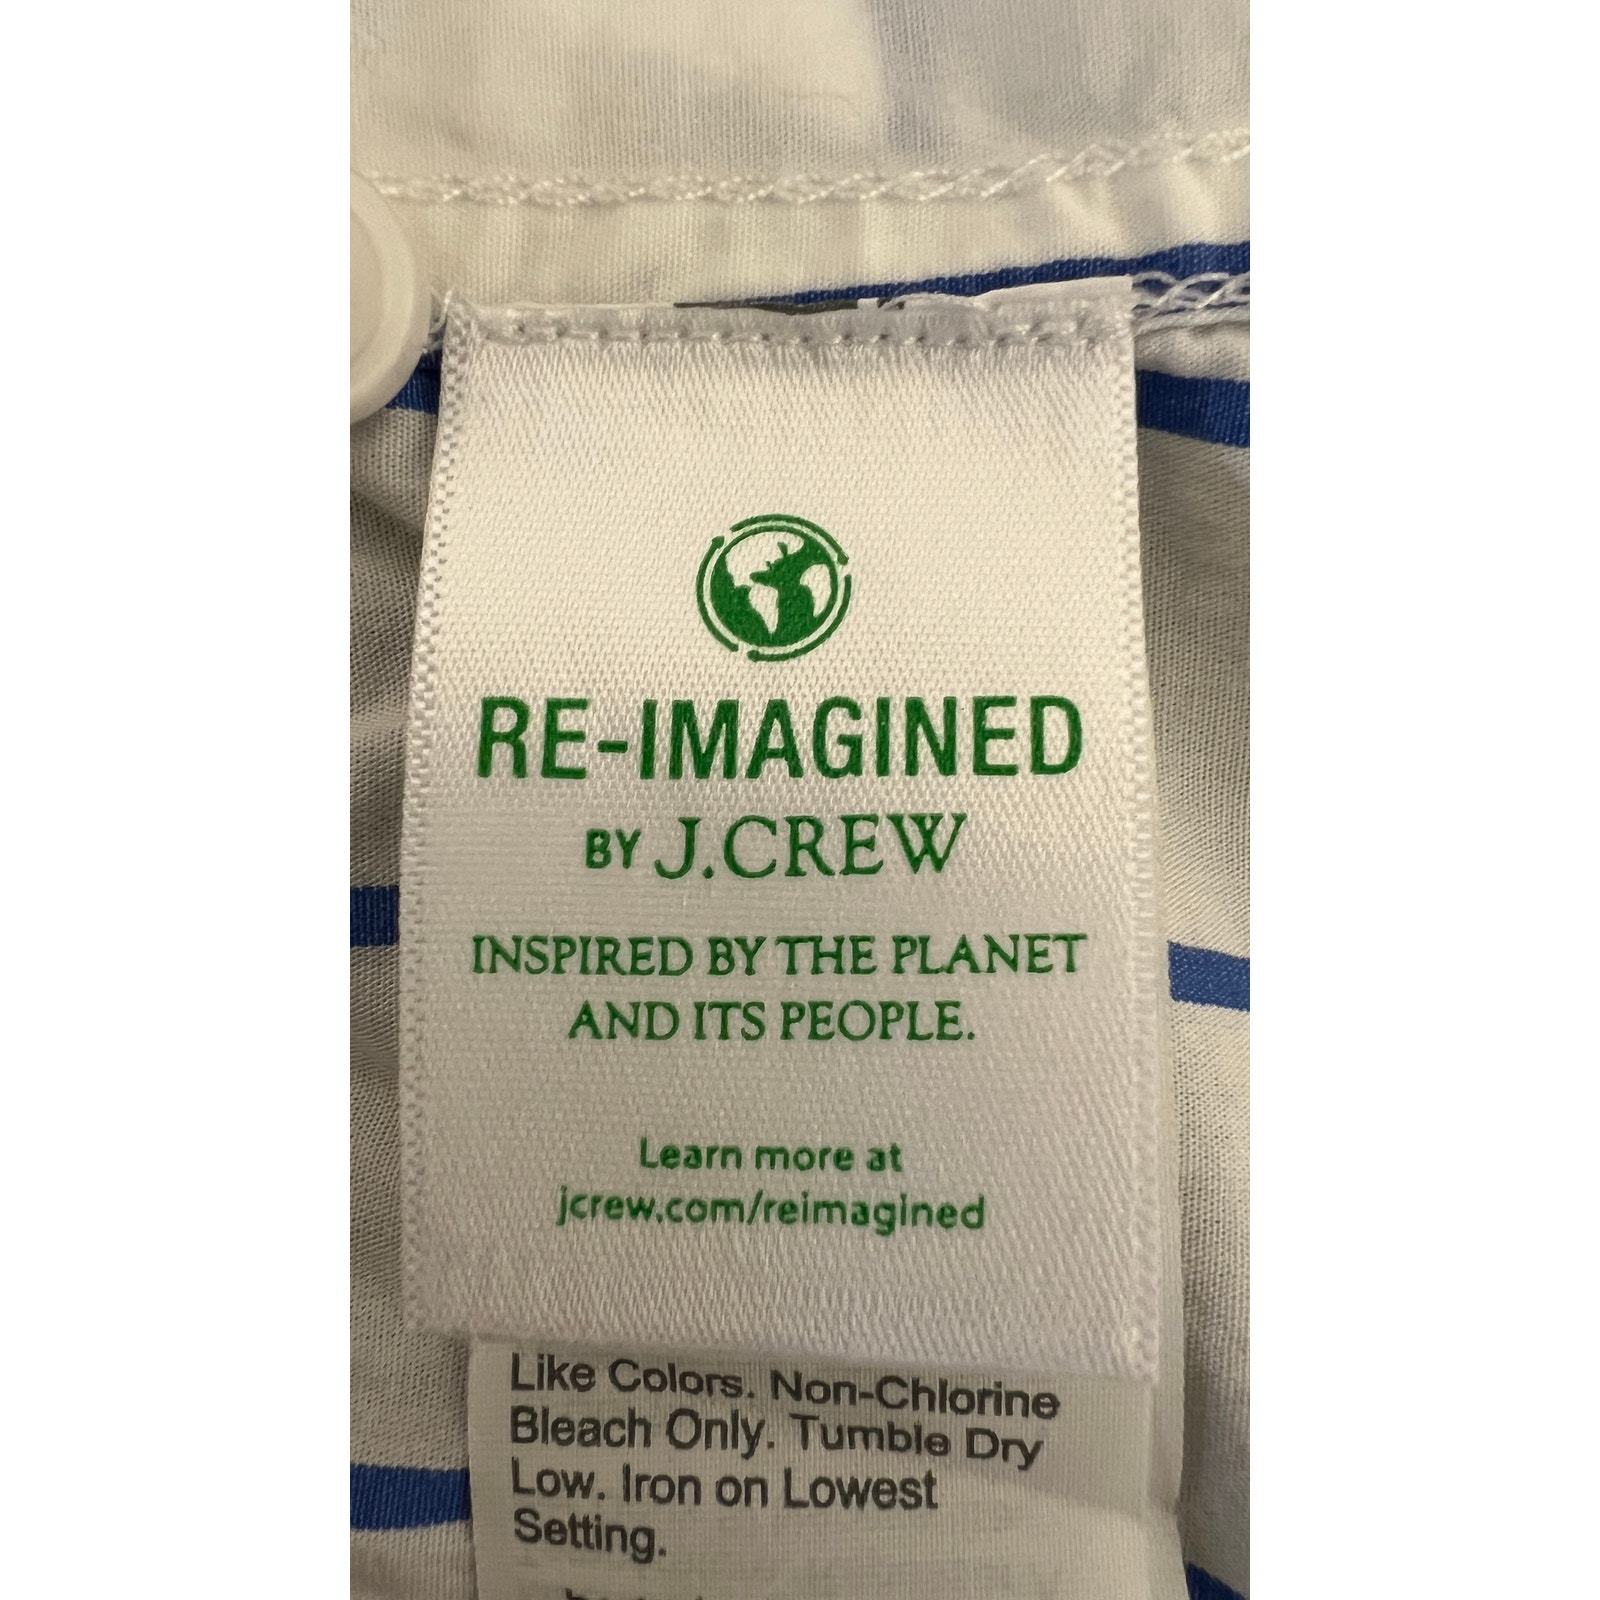 RE-IMAGINED
BY J.CREW
INSPIRED BY THE PLANET
AND ITS PEOPLE.
Learn more at
jcrew.com/reimagined
Like Colors. Non-Chlorine
Bleach Only. Tumble Dry
Low. Iron on Lowest
Setting.